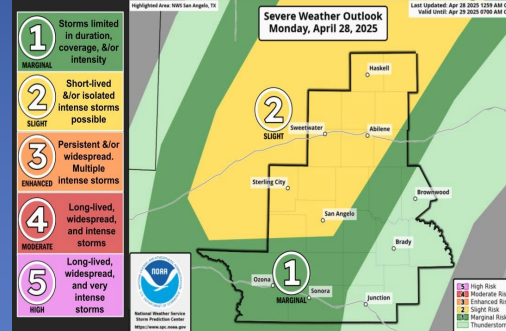 1
MARGINAL
Storms limited
in duration,
coverage, &/or
intensity
2
SLIGHT
Short-lived
&/or isolated
intense storms
possible
3
ENHANCED
Persistent &/or
widespread.
Multiple
intense storms
4
MODERATE
Long-lived,
widespread,
and intense
storms
5
HIGH
Long-lived,
widespread,
and very
intense
storms
Highlighted Area: NWS San Angelo, TX
Severe Weather Outlook
Monday, April 28, 2025
Last Updated: Apr 28 2025 1259 AM
Valid Until: Apr 29 2025 0700 AM
Haskell
2
SLIGHT
Sweetwater
Abilene
Sterling City
Brownwood
San Angelo
Brady
Ozona
1
MARGINAL
Sonora
Junction
NOAA
National Weather Service
Storm Prediction Center
https://www.spc.noaa.gov
5 High Risk
4 Moderate
3 Enhanced
2 Slight Risk
1 Marginal Risk
Thunderstorm